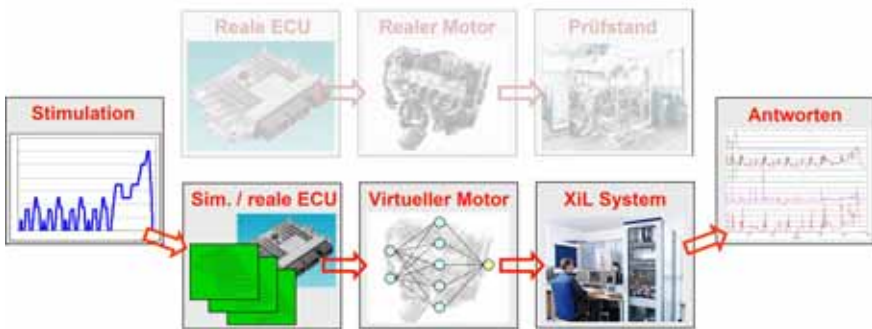 Reale ECU
Realer Motor
Prüfstand
Stimulation
Antworten
Sim. / reale ECU
Virtueller Motor
XiL System